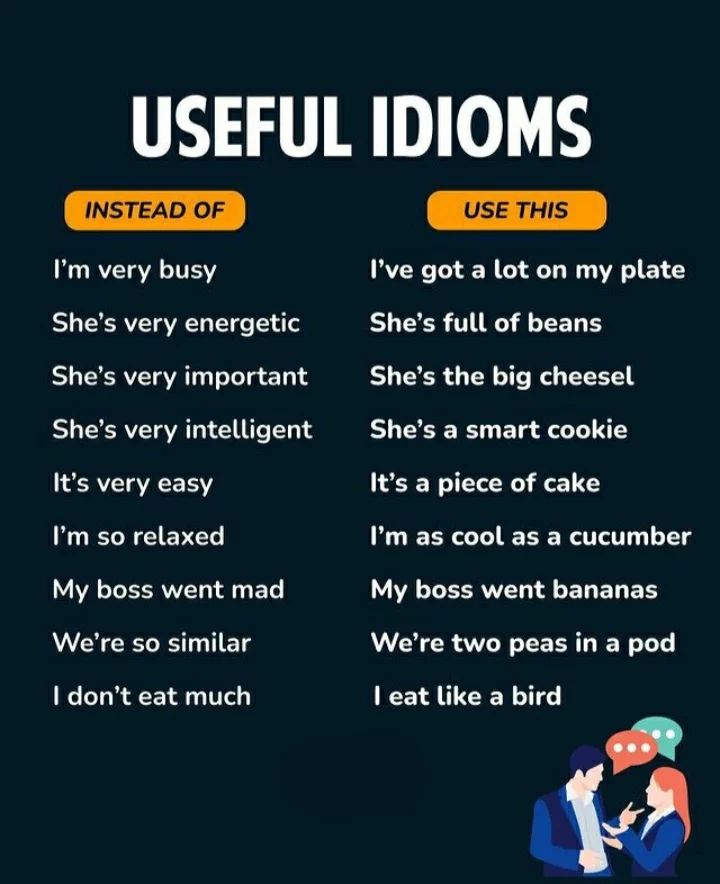 USEFUL IDIOMS
INSTEAD OF USE THIS
I'm very busy I've got a lot on my plate
She's very energetic She's full of beans
She's very important She's the big cheesel
She's very intelligent She's a smart cookie
It's very easy It's a piece of cake
I'm so relaxed I'm as cool as a cucumber
My boss went mad My boss went bananas
We're so similar We're two peas in a pod
I don't eat much I eat like a bird